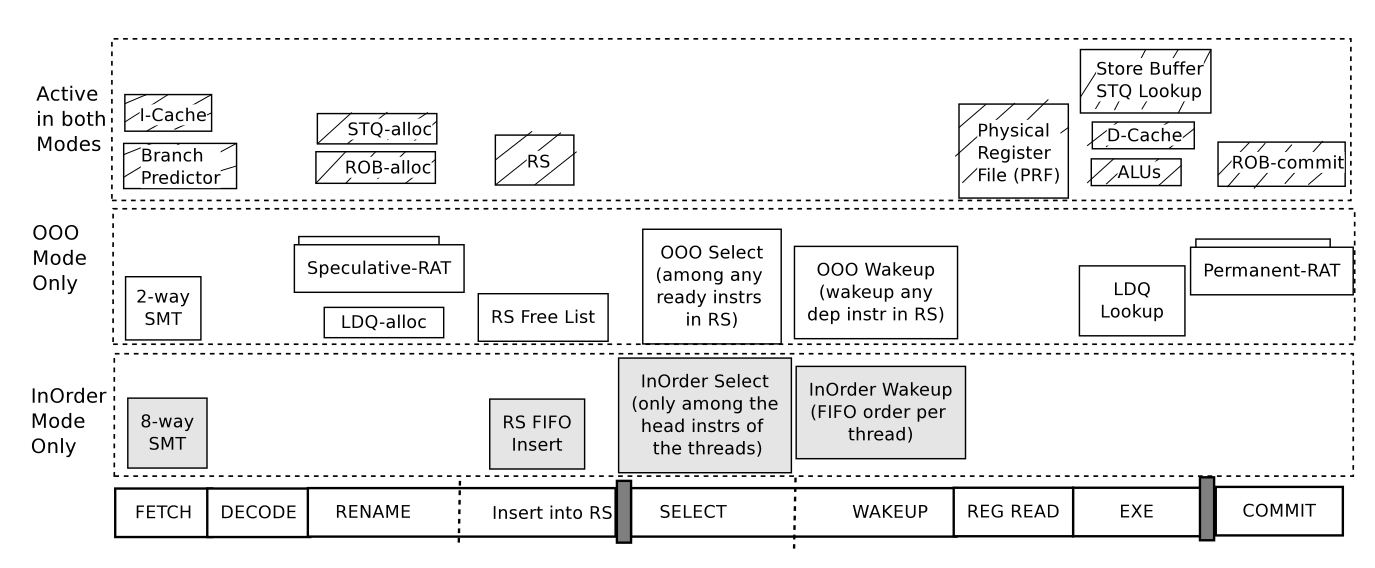 Active
in both
Modes
I-Cache
Branch
Predictor
STQ-alloc
ROB-alloc
RS
Physical
Register
File (PRF)
Store Buffer
STQ Lookup
D-Cache
ALUs
ROB-commit
OOO
Mode
Only
2-way
SMT
Speculative-RAT
LDQ-alloc
RS Free List
OOO Select
(among any
ready instrs
in RS)
OOO Wakeup
(wakeup any
dep instr in RS)
LDQ
Lookup
Permanent-RAT
InOrder
Mode
Only
8-way
SMT
RS FIFO
Insert
InOrder Select
(only among the
head instrs of
the threads)
InOrder Wakeup
(FIFO order per
thread)
FETCH
DECODE
RENAME
Insert into RS
SELECT
WAKEUP
REG READ
EXE
COMMIT